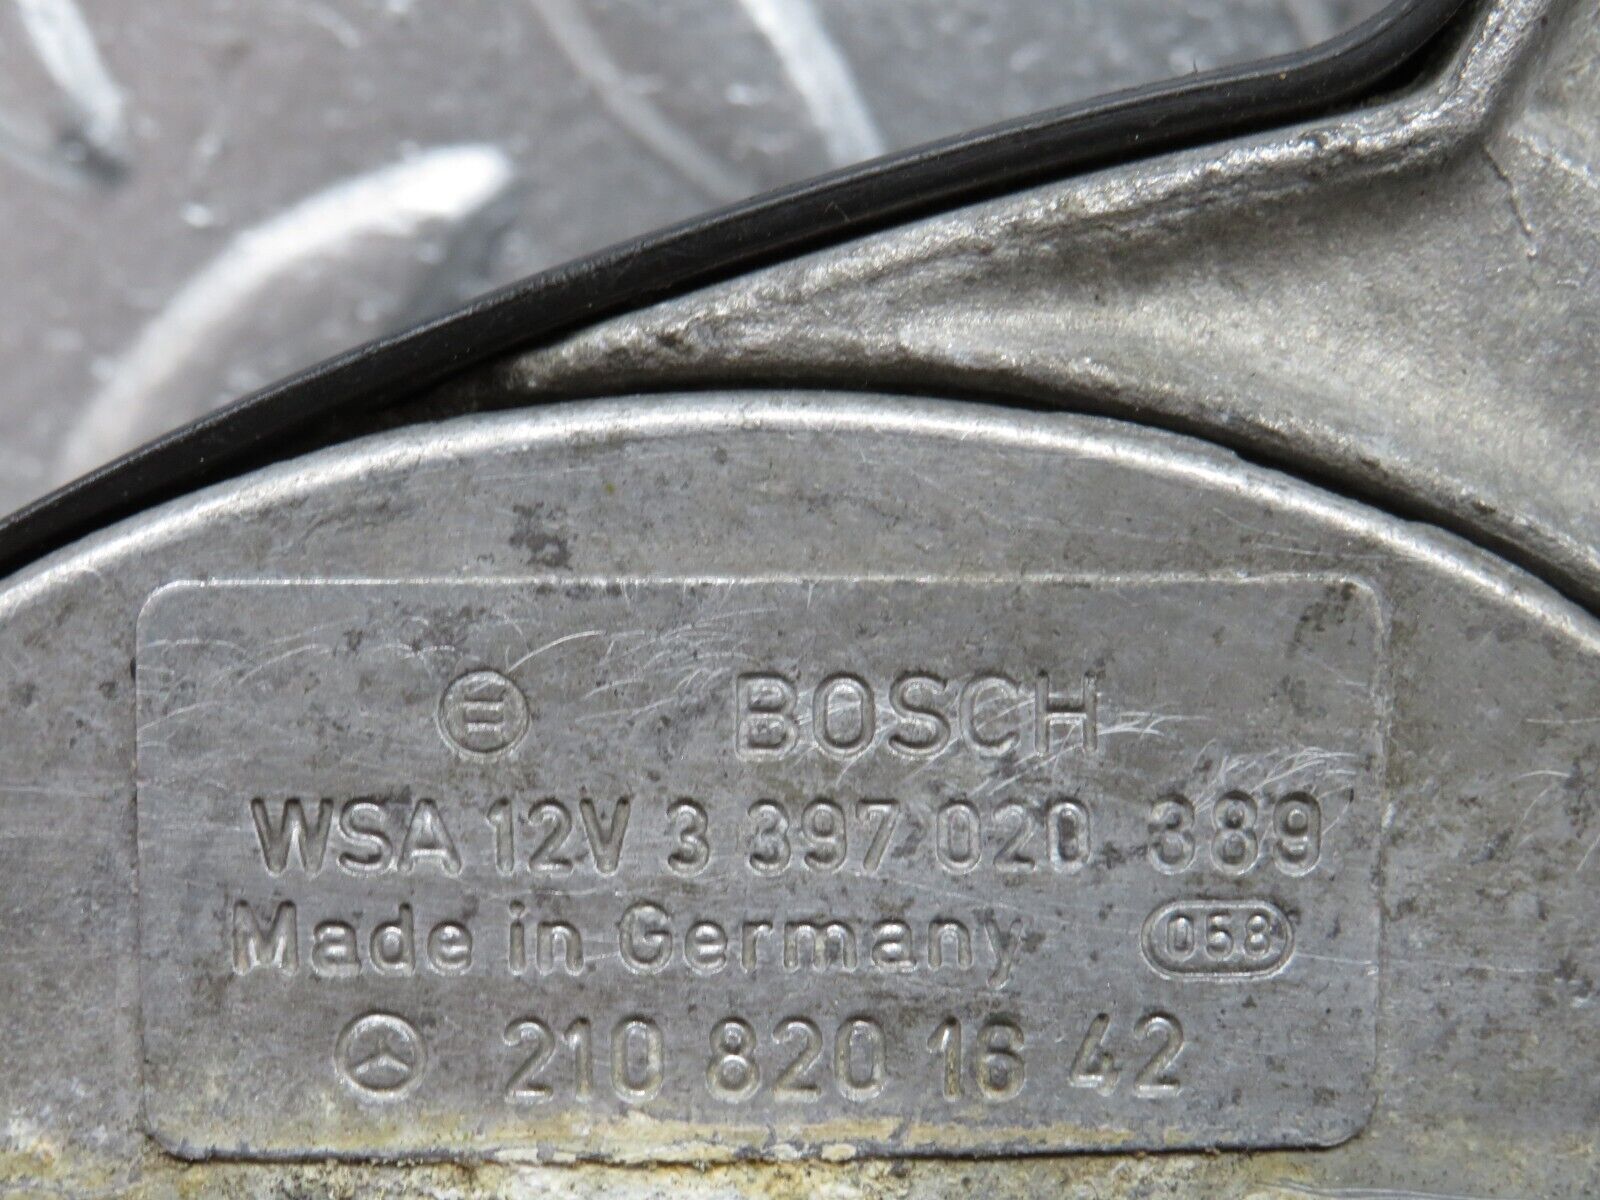 BOSCH
WSA 12V 3 397 020 389
Made in Germany 058
210 820 16 42